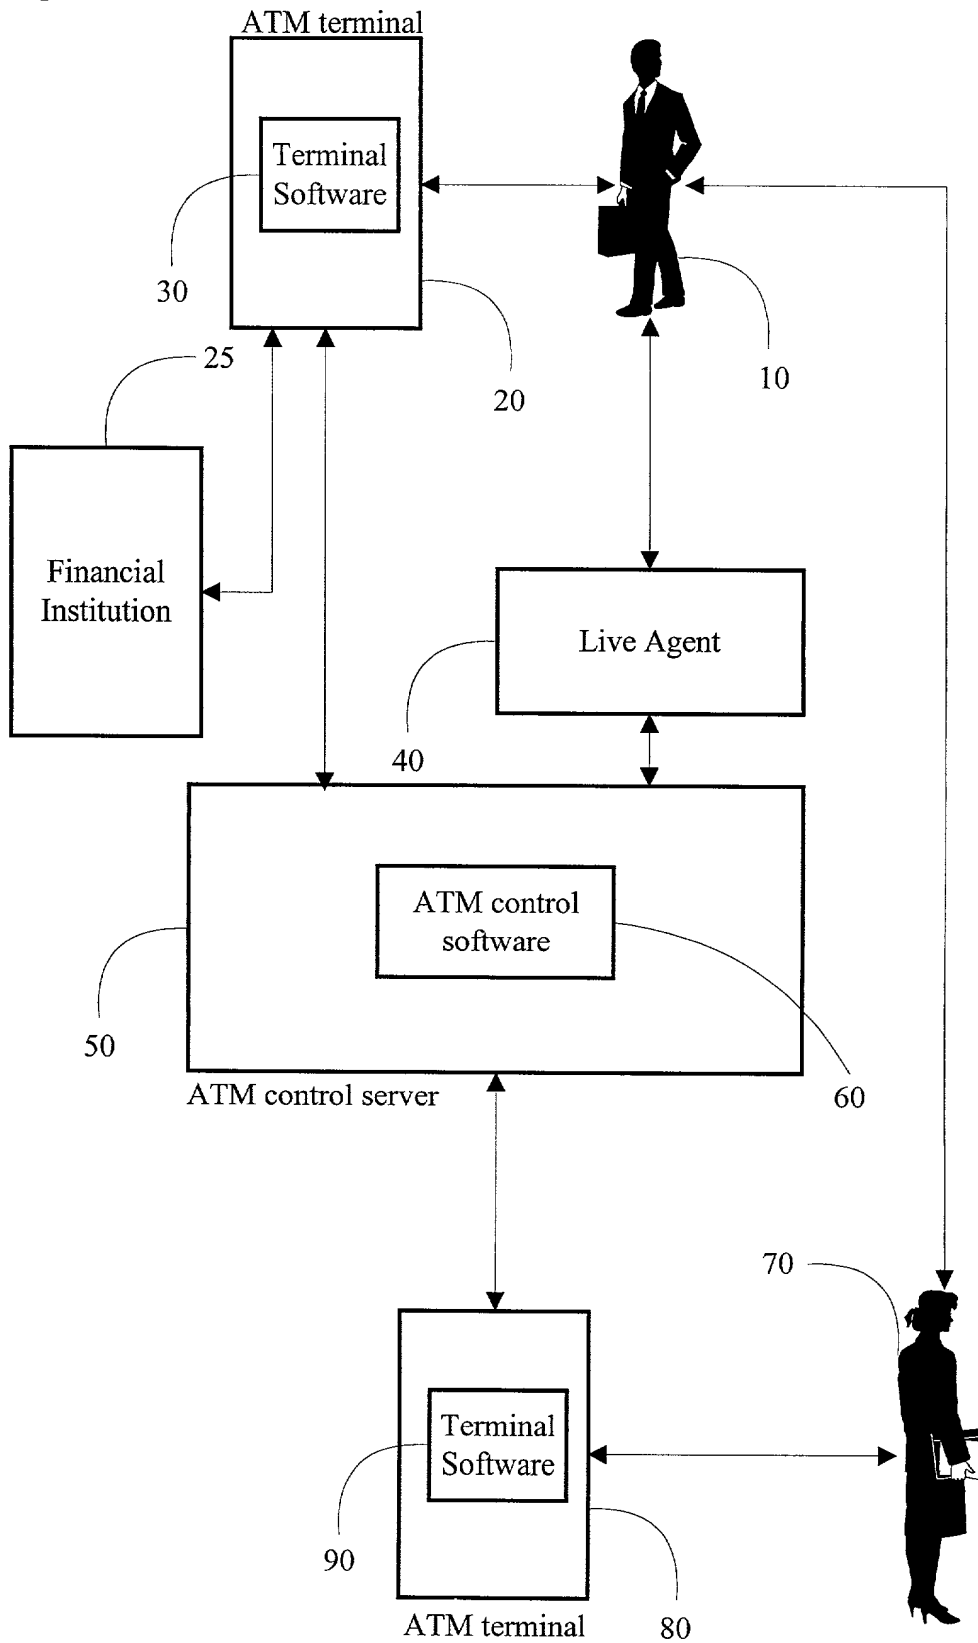 ATM terminal
Terminal
Software
30
20
10
25
Financial
Institution
Live Agent
40
ATM control
software
50
60
ATM control server
70
Terminal
Software
90
80
ATM terminal